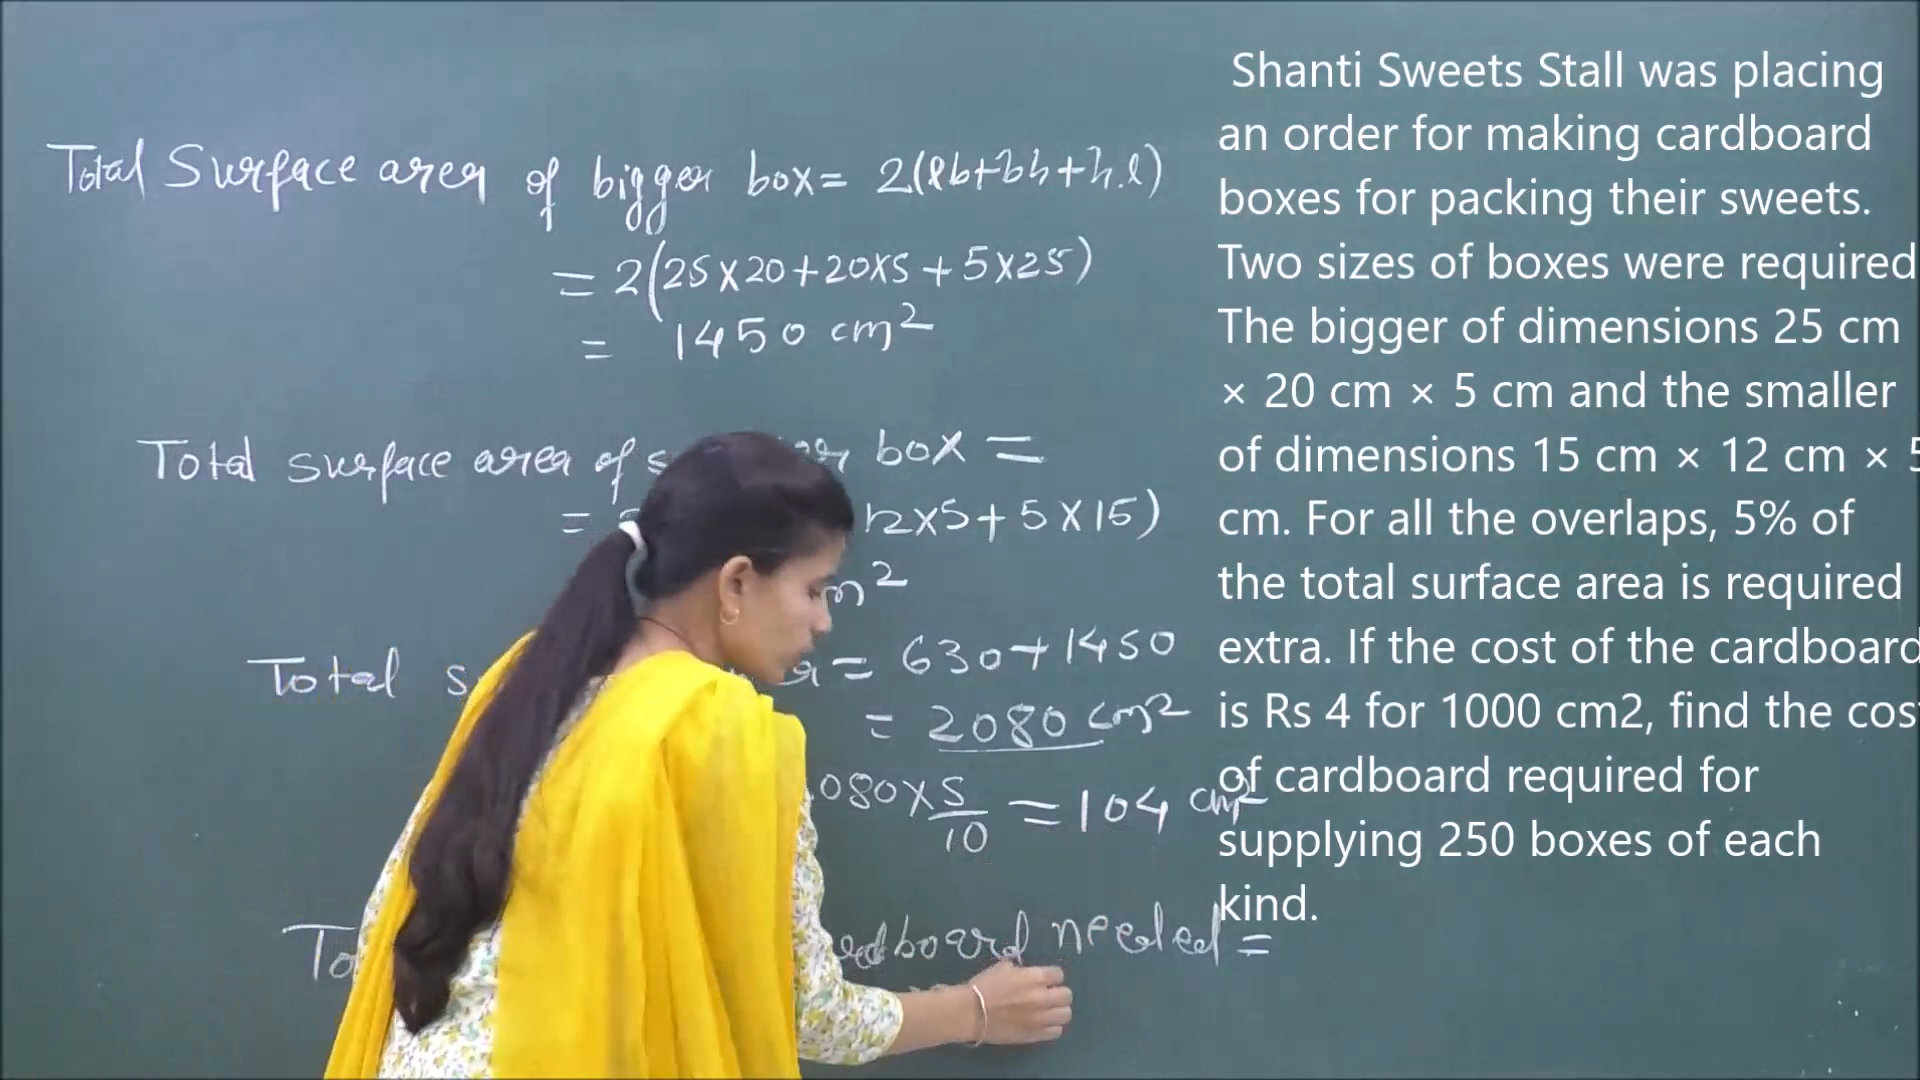 Total Surface area of bigger box = 2(lb+bh+h.l)
= 2(25x20+20x5+5x25)
= 1450 cm2
Total surface area of box =
= 12x5+5x15)
m2
Total = 630+1450
= 2080 cm2
080x5/10 = 104 cm2
needed =
Shanti Sweets Stall was placing
an order for making cardboard
boxes for packing their sweets.
Two sizes of boxes were required
The bigger of dimensions 25 cm
× 20 cm × 5 cm and the smaller
of dimensions 15 cm × 12 cm × 5
cm. For all the overlaps, 5% of
the total surface area is required
extra. If the cost of the cardboard
is Rs 4 for 1000 cm2, find the cos
of cardboard required for
supplying 250 boxes of each
kind.